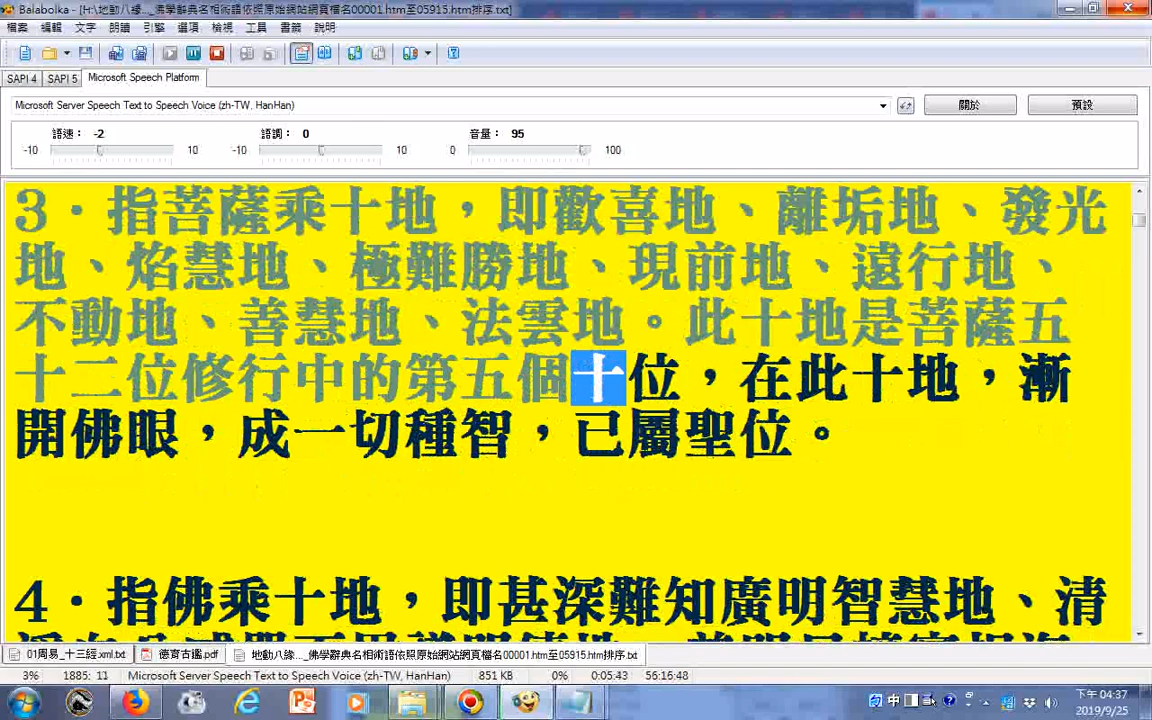 Balabolka - [H:\地動八緣..._佛學辭典名相術語依照原始網站網頁檔名00001.htm至05915.htm排序.txt]
檔案 編輯 文字 朗讀 引擎 選項 檢視 工具 書籤 說明
SAPI 4 SAPI 5 Microsoft Speech Platform
Microsoft Server Speech Text to Speech Voice (zh-TW, HanHan) 關於 預設
語速： -2 語調： 0 音量： 95
-10 10 -10 10 0 100
3．指菩薩乘十地，即歡喜地、離垢地、發光
地、焰慧地、極難勝地、現前地、遠行地、
不動地、善慧地、法雲地。此十地是菩薩五
十二位修行中的第五個十位，在此十地，漸
開佛眼，成一切種智，已屬聖位。
4．指佛乘十地，即甚深難知廣明智慧地、清
01周易_十三經.xml.txt 德育古鑑.pdf 地動八緣..._佛學辭典名相術語依照原始網站網頁檔名00001.htm至05915.htm排序.txt
3% 1885: 11 Microsoft Server Speech Text to Speech Voice (zh-TW, HanHan) 851 KB 0% 0:05:43 56:16:48
中 下午 04:37
2019/9/25